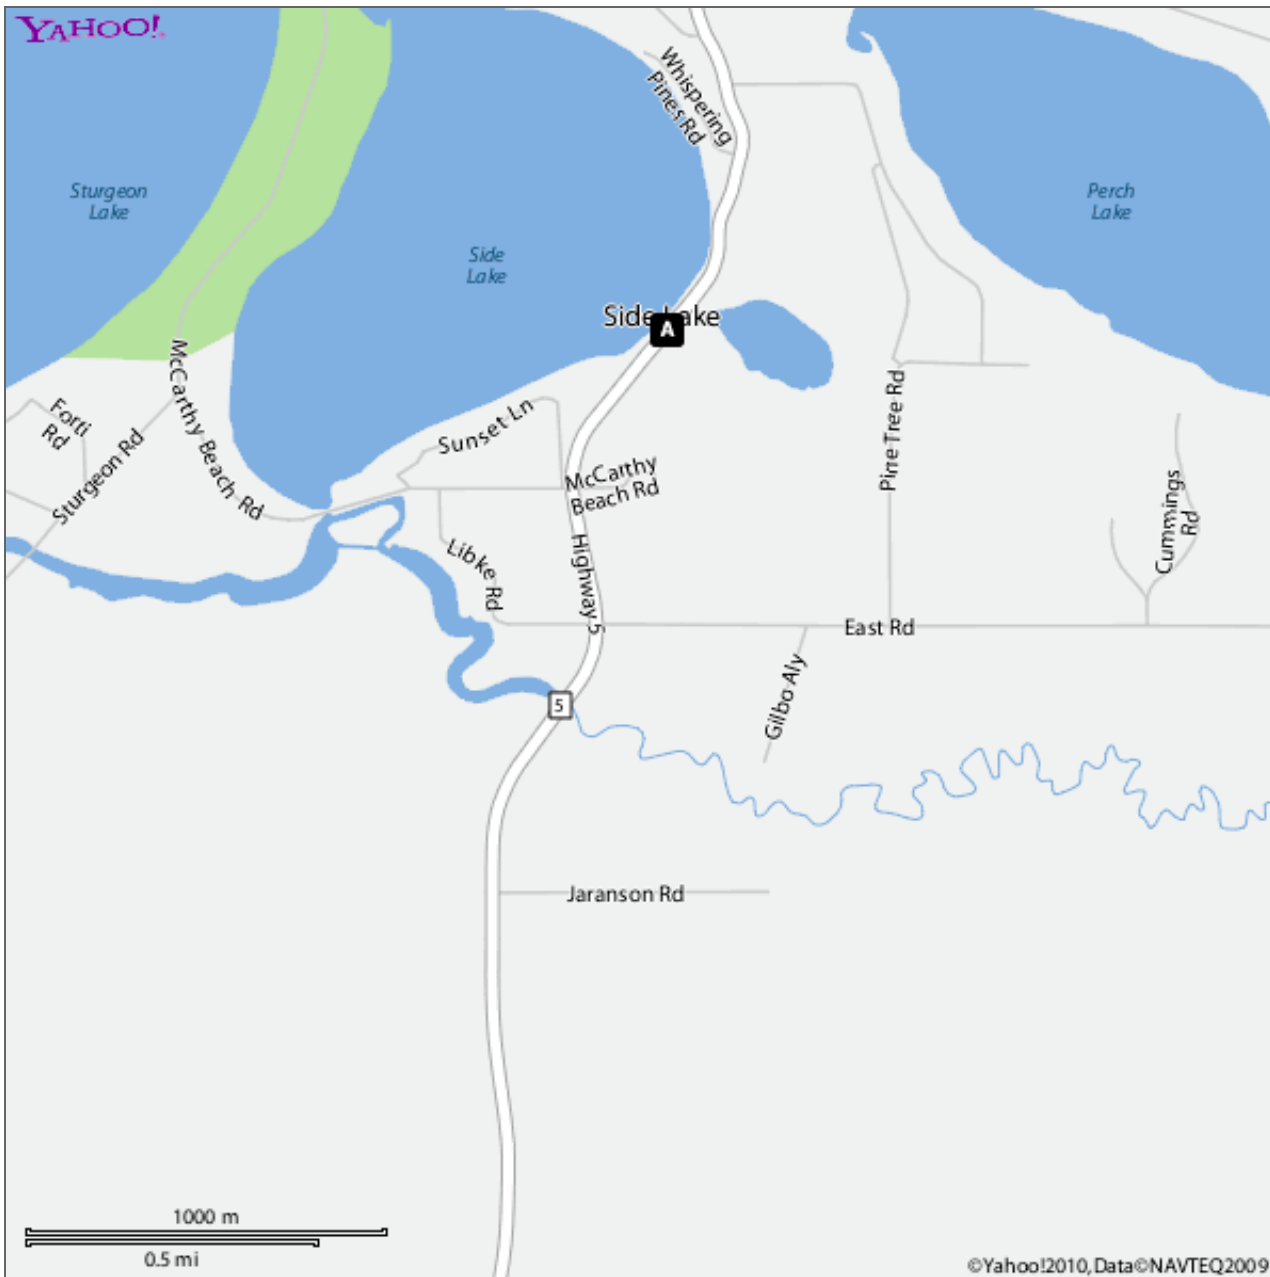 YAHOO!
Whispering
Pines Rd
Sturgeon
Lake
Perch
Lake
Side
Lake
Side Lake
A
McCarthy Beach Rd
Forti
Rd
Sturgeon Rd
Sunset Ln
Pine Tree Rd
McCarthy
Beach Rd
Cummings
Rd
Libke Rd
Highway 5
East Rd
Gilbo Aly
5
Jaranson Rd
1000 m
0.5 mi
©Yahoo!2010,Data©NAVTEQ2009